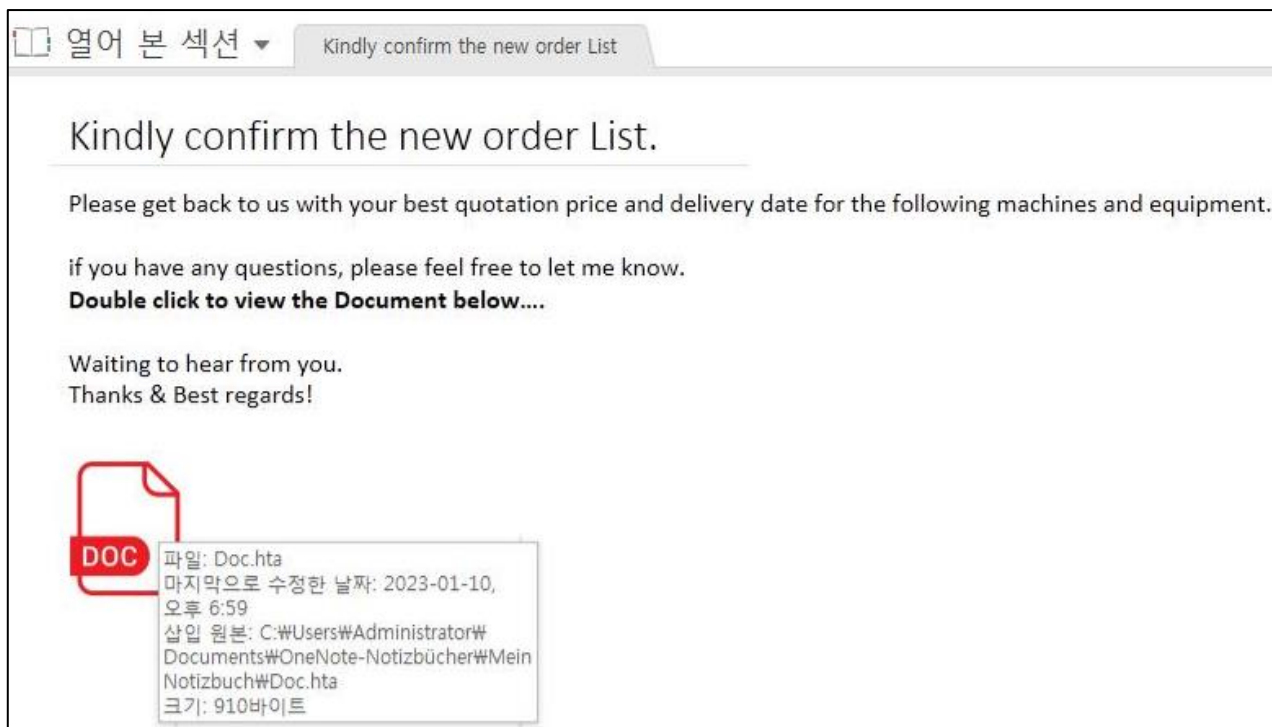 열어 본 섹션
Kindly confirm the new order List
Kindly confirm the new order List.
Please get back to us with your best quotation price and delivery date for the following machines and equipment.
if you have any questions, please feel free to let me know.
Double click to view the Document below....
Waiting to hear from you.
Thanks & Best regards!
DOC
파일: Doc.hta
마지막으로 수정한 날짜: 2023-01-10,
오후 6:59
삽입 원본: C:₩Users₩Administrator₩
Documents₩OneNote-Notizbücher₩Mein
Notizbuch₩Doc.hta
크기: 910바이트